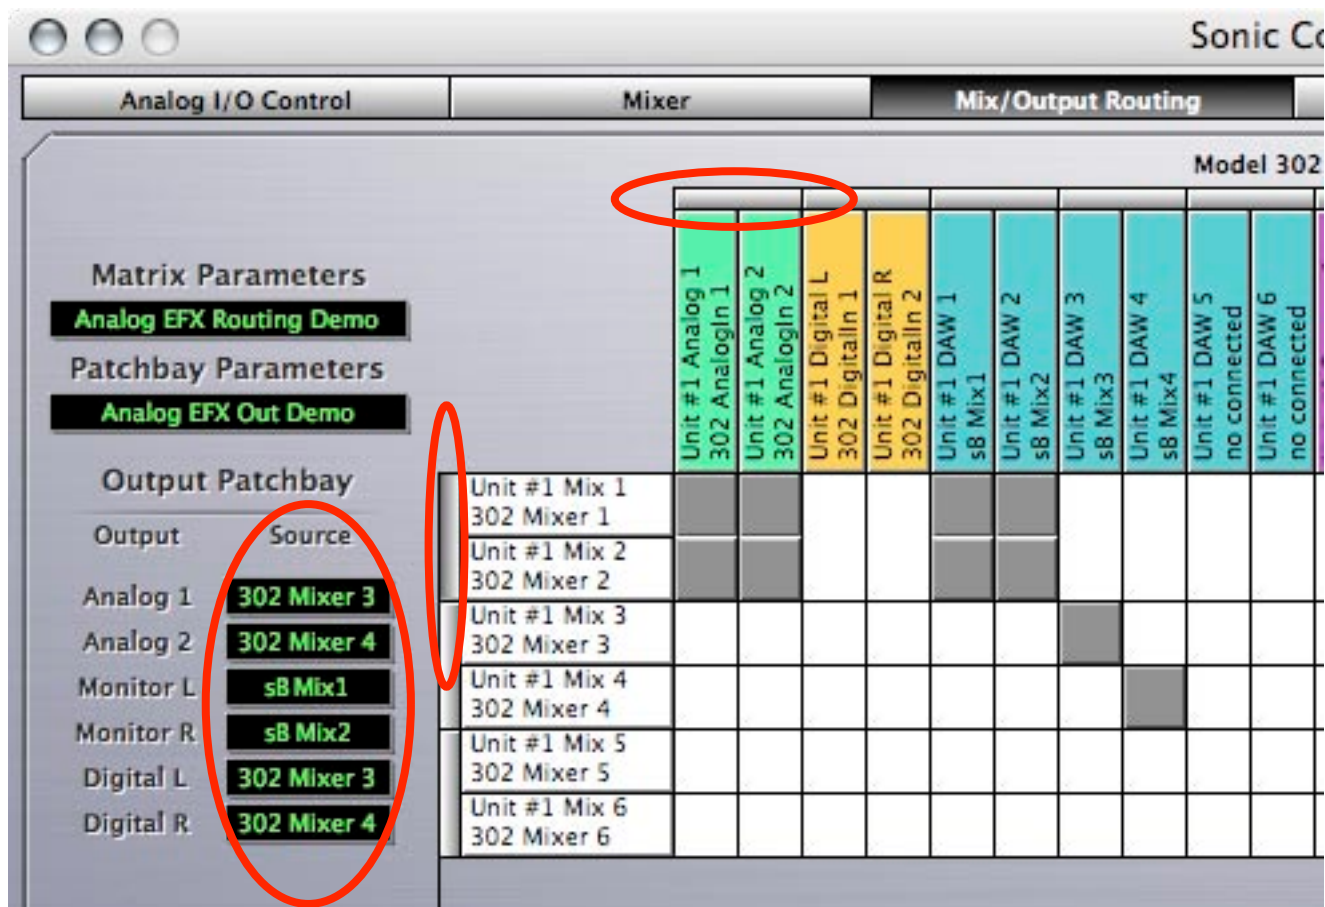 Sonic Co
Analog I/O Control
Mixer
Mix/Output Routing
Model 302
Matrix Parameters
Analog EFX Routing Demo
Patchbay Parameters
Analog EFX Out Demo
Output Patchbay
Output
Source
Analog 1
302 Mixer 3
Analog 2
302 Mixer 4
Monitor L
sB Mix1
Monitor R
sB Mix2
Digital L
302 Mixer 3
Digital R
302 Mixer 4
Unit #1 Analog 1
302 AnalogIn 1
Unit #1 Analog 2
302 AnalogIn 2
Unit #1 Digital L
302 DigitalIn 1
Unit #1 Digital R
302 DigitalIn 2
Unit #1 DAW 1
sB Mix1
Unit #1 DAW 2
sB Mix2
Unit #1 DAW 3
sB Mix3
Unit #1 DAW 4
sB Mix4
Unit #1 DAW 5
no connected
Unit #1 DAW 6
no connected
Unit #1 Mix 1
302 Mixer 1
Unit #1 Mix 2
302 Mixer 2
Unit #1 Mix 3
302 Mixer 3
Unit #1 Mix 4
302 Mixer 4
Unit #1 Mix 5
302 Mixer 5
Unit #1 Mix 6
302 Mixer 6